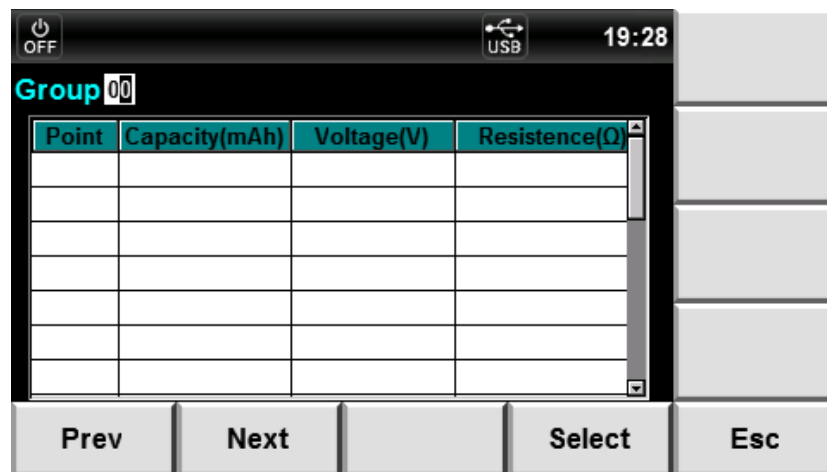 OFF USB 19:28
Group 00
Point Capacity(mAh) Voltage(V) Resistence(Ω)
Prev Next Select Esc